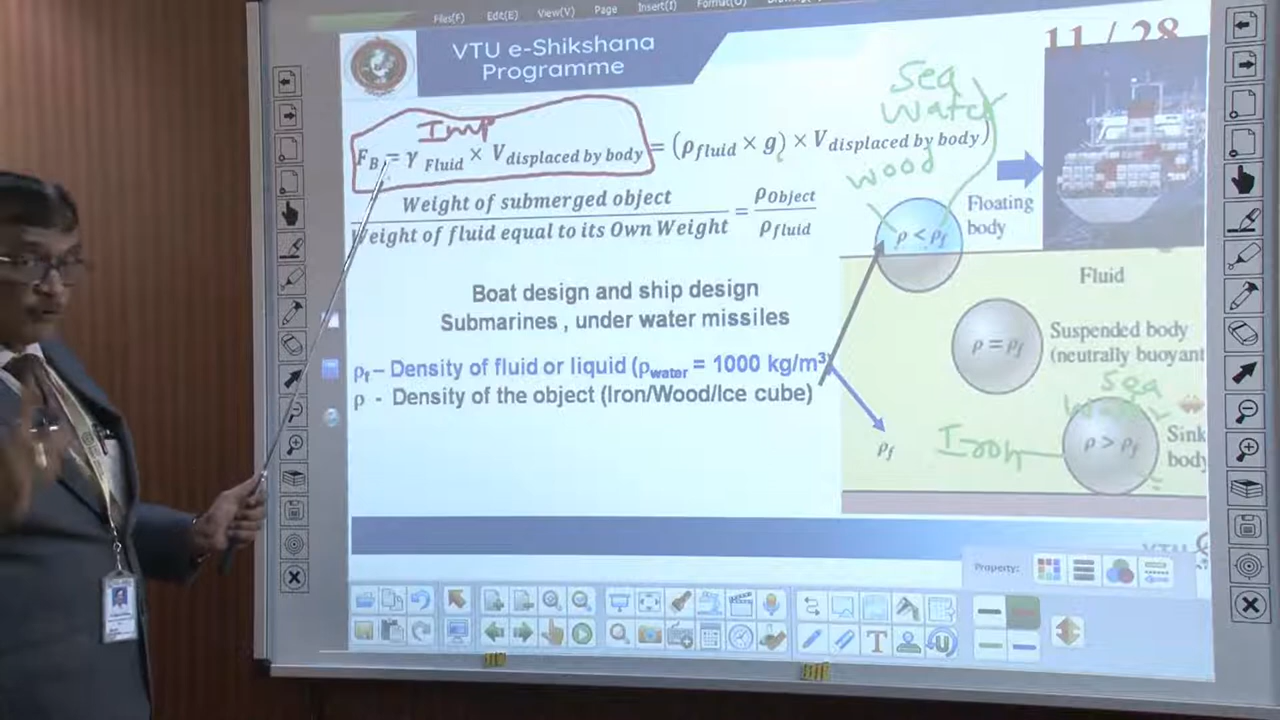 Files(F) Edit(E) View(V) Page Insert(I) Format(O)
11 / 28
VTU e-Shikshana
Programme
Sea
Water
Imp
F_B = γ_Fluid × V_displaced by body = (ρ_fluid × g) × V_displaced by body)
wood
Weight of submerged object
Weight of fluid equal to its Own Weight
= ρ_Object / ρ_fluid
ρ < ρ_f
Floating
body
Fluid
Boat design and ship design
Submarines , under water missiles
ρ = ρ_f
Suspended body
(neutrally buoyant
ρ_f – Density of fluid or liquid (ρ_water = 1000 kg/m³)
ρ - Density of the object (Iron/Wood/Ice cube)
Sea
ρ_f
Iron
ρ > ρ_f
Sink
body
VTU
Property: